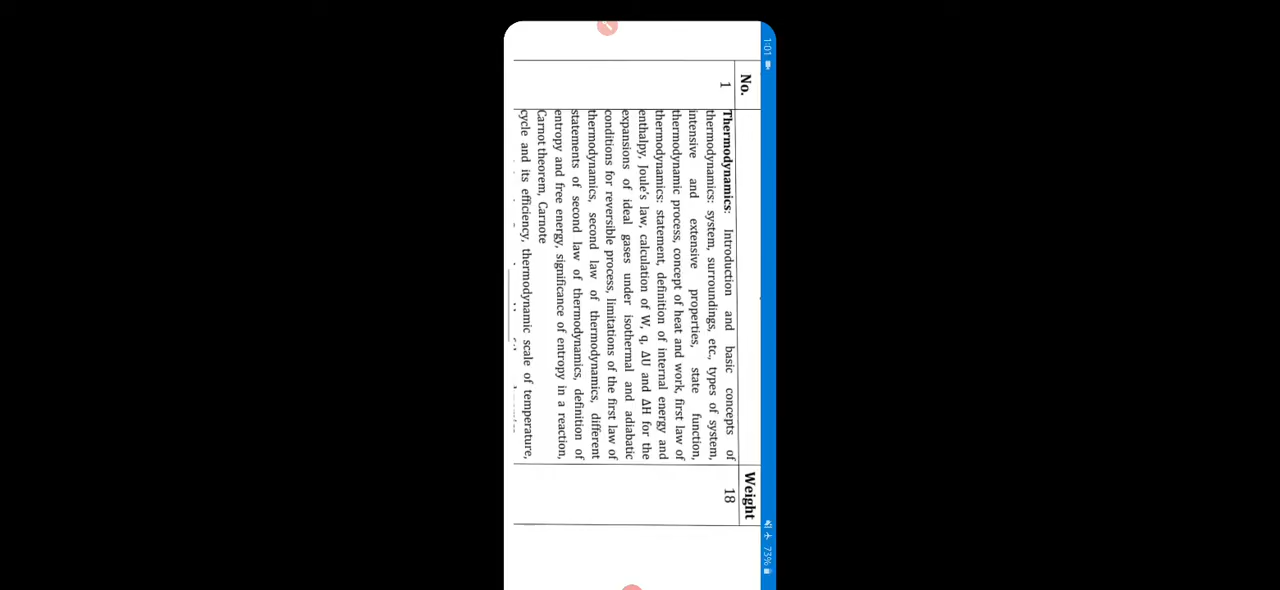 1:01
73%
No. Weight
1 Thermodynamics: Introduction and basic concepts of 18
thermodynamics: system, surroundings, etc., types of system,
intensive and extensive properties, state function,
thermodynamic process, concept of heat and work, first law of
thermodynamics: statement, definition of internal energy and
enthalpy, Joule's law, calculation of W, q, ΔU and ΔH for the
expansions of ideal gases under isothermal and adiabatic
conditions for reversible process, limitations of the first law of
thermodynamics, second law of thermodynamics, different
statements of second law of thermodynamics, definition of
entropy and free energy, significance of entropy in a reaction,
Carnot theorem, Carnote
cycle and its efficiency, thermodynamic scale of temperature,